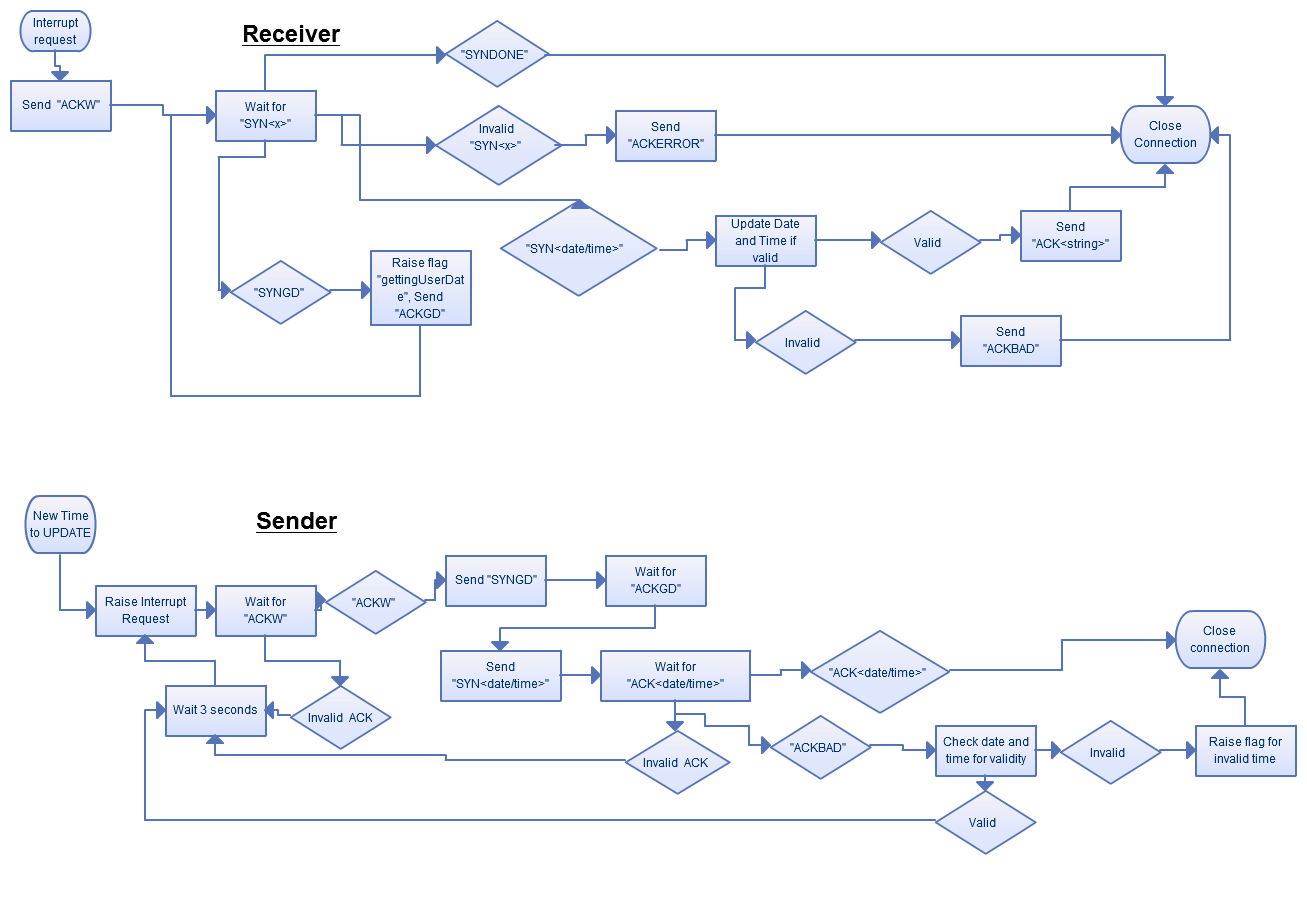 Interrupt
request
Receiver
"SYNDONE"
Send "ACKW"
Wait for
"SYN<x>"
Invalid
"SYN<x>"
Send
"ACKERROR"
Close
Connection
"SYN<date/time>"
Update Date
and Time if
valid
Valid
Send
"ACK<string>"
"SYNGD"
Raise flag
"gettingUserDat
e", Send
"ACKGD"
Invalid
Send
"ACKBAD"
New Time
to UPDATE
Sender
Raise Interrupt
Request
Wait for
"ACKW"
"ACKW"
Send "SYNGD"
Wait for
"ACKGD"
Send
"SYN<date/time>"
Wait for
"ACK<date/time>"
"ACK<date/time>"
Close
connection
Wait 3 seconds
Invalid ACK
Invalid ACK
"ACKBAD"
Check date and
time for validity
Invalid
Raise flag for
invalid time
Valid